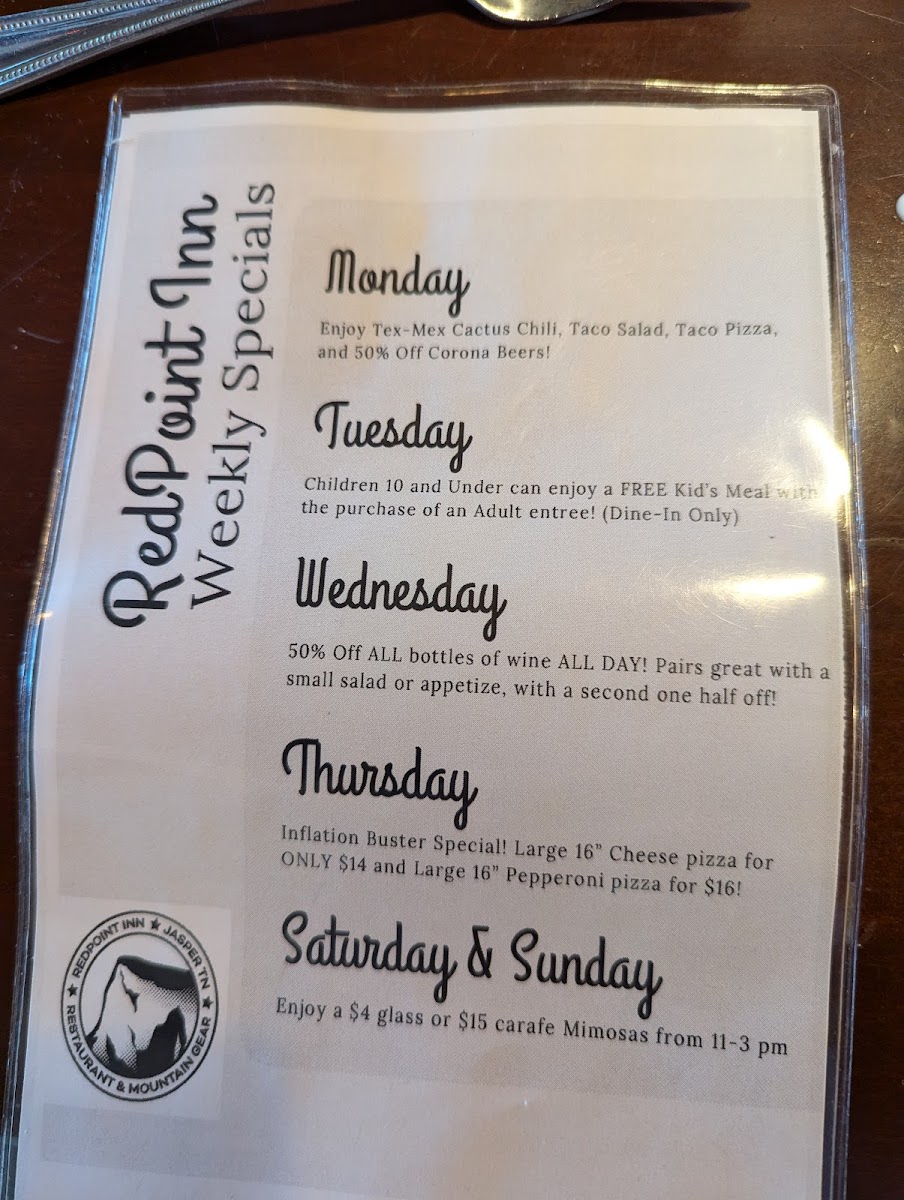 RedPoint Inn
Weekly Specials
Monday
Enjoy Tex-Mex Cactus Chili, Taco Salad, Taco Pizza,
and 50% Off Corona Beers!
Tuesday
Children 10 and Under can enjoy a FREE Kid's Meal with
the purchase of an Adult entree! (Dine-In Only)
Wednesday
50% Off ALL bottles of wine ALL DAY! Pairs great with a
small salad or appetize, with a second one half off!
Thursday
Inflation Buster Special! Large 16" Cheese pizza for
ONLY $14 and Large 16" Pepperoni pizza for $16!
Saturday & Sunday
Enjoy a $4 glass or $15 carafe Mimosas from 11-3 pm
REDPOINT INN ★ JASPER TN ★
RESTAURANT & MOUNTAIN GEAR ★